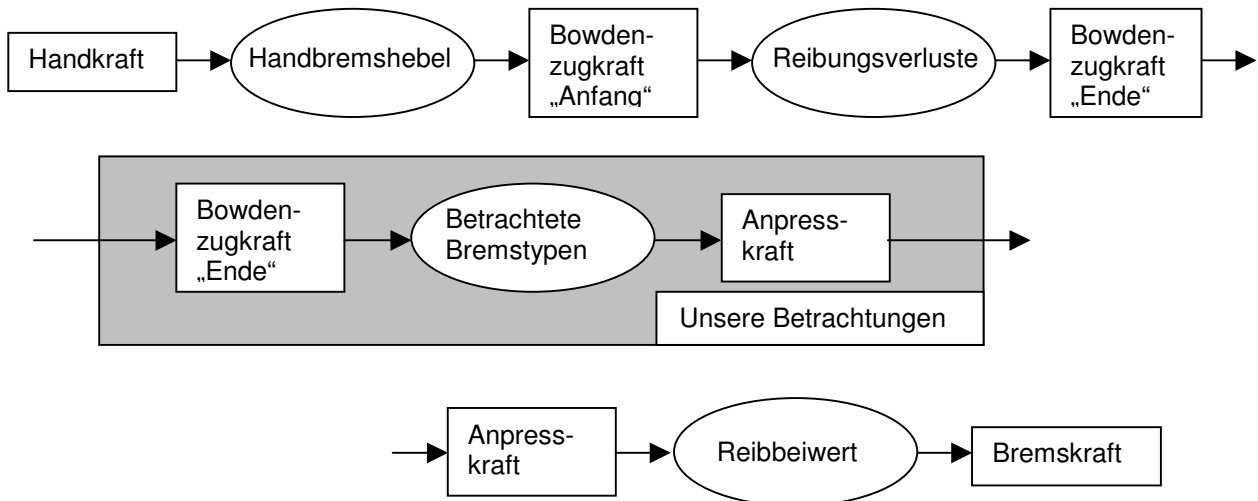 Handkraft
Handbremshebel
Bowden-
zugkraft
„Anfang“
Reibungsverluste
Bowden-
zugkraft
„Ende“
Bowden-
zugkraft
„Ende“
Betrachtete
Bremstypen
Anpress-
kraft
Unsere Betrachtungen
Anpress-
kraft
Reibbeiwert
Bremskraft